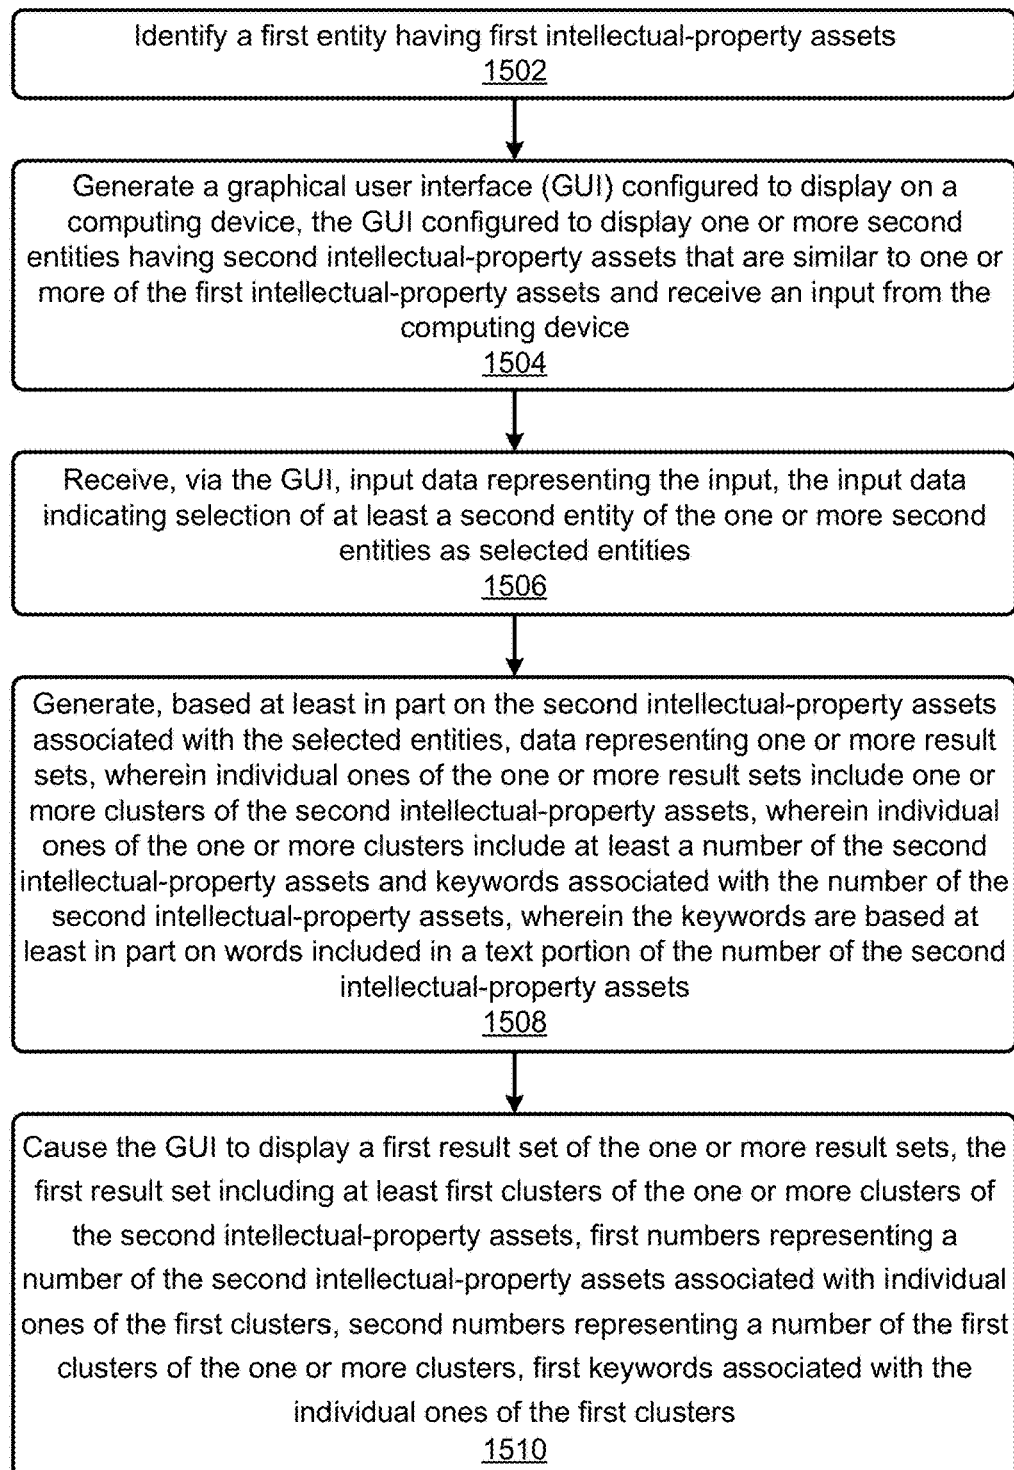 Identify a first entity having first intellectual-property assets
1502
Generate a graphical user interface (GUI) configured to display on a
computing device, the GUI configured to display one or more second
entities having second intellectual-property assets that are similar to one or
more of the first intellectual-property assets and receive an input from the
computing device
1504
Receive, via the GUI, input data representing the input, the input data
indicating selection of at least a second entity of the one or more second
entities as selected entities
1506
Generate, based at least in part on the second intellectual-property assets
associated with the selected entities, data representing one or more result
sets, wherein individual ones of the one or more result sets include one or
more clusters of the second intellectual-property assets, wherein individual
ones of the one or more clusters include at least a number of the second
intellectual-property assets and keywords associated with the number of the
second intellectual-property assets, wherein the keywords are based at
least in part on words included in a text portion of the number of the second
intellectual-property assets
1508
Cause the GUI to display a first result set of the one or more result sets, the
first result set including at least first clusters of the one or more clusters of
the second intellectual-property assets, first numbers representing a
number of the second intellectual-property assets associated with individual
ones of the first clusters, second numbers representing a number of the first
clusters of the one or more clusters, first keywords associated with the
individual ones of the first clusters
1510